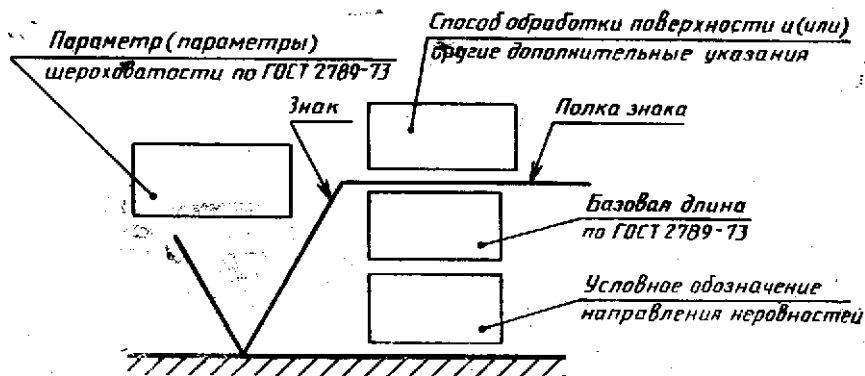 Параметр (параметры)
шероховатости по ГОСТ 2789-73
Способ обработки поверхности и (или)
другие дополнительные указания
Знак
Полка знака
Базовая длина
по ГОСТ 2789-73
Условное обозначение
направления неровностей